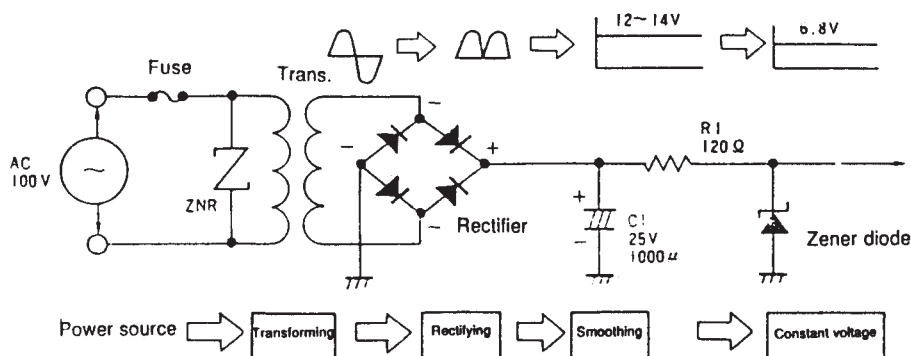 12~14V
6.8V
Fuse
Trans.
−
−
+
−
R1
120Ω
AC
100V
~
ZNR
Rectifier
+
−
C1
25V
1000μ
Zener diode
Power source
Transforming
Rectifying
Smoothing
Constant voltage